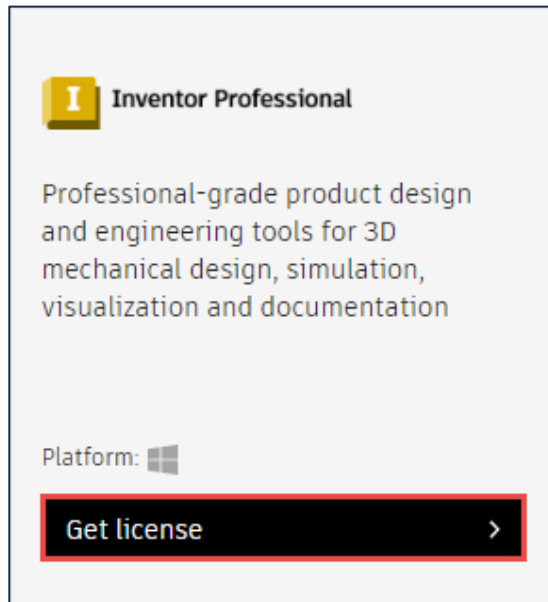 I Inventor Professional
Professional-grade product design
and engineering tools for 3D
mechanical design, simulation,
visualization and documentation
Platform:
Get license